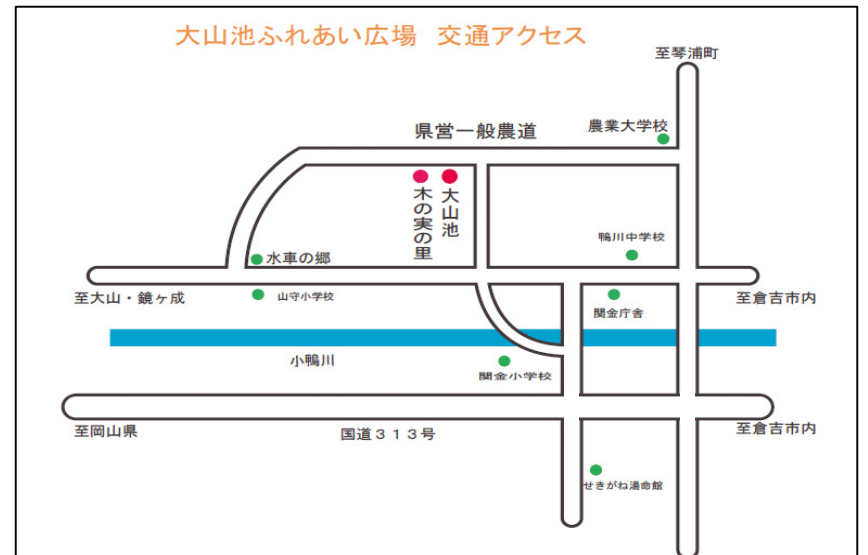 大山池ふれあい広場　交通アクセス
至琴浦町
農業大学校
県営一般農道
大山池
木の実の里
鴨川中学校
水車の郷
至大山・鏡ヶ成
山守小学校
関金庁舎
至倉吉市内
小鴨川
関金小学校
至岡山県
国道３１３号
至倉吉市内
せきがね湯命館